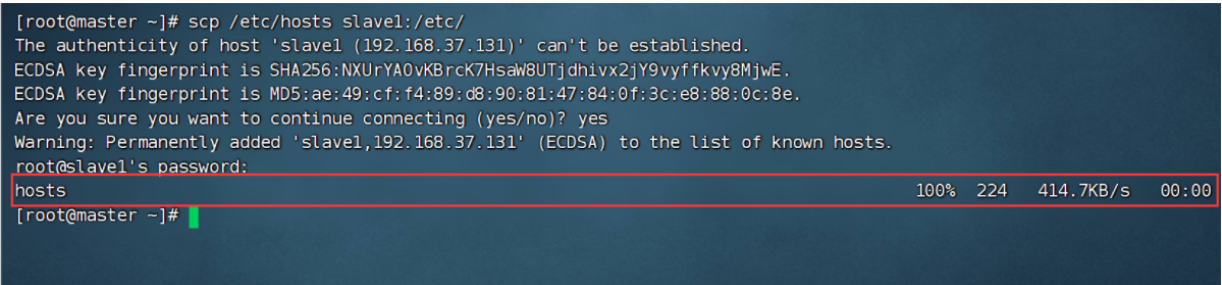 [root@master ~]# scp /etc/hosts slave1:/etc/
The authenticity of host 'slave1 (192.168.37.131)' can't be established.
ECDSA key fingerprint is SHA256:NXUrYAOvKBrcK7HsaW8UTjdhivx2jY9vyffkvy8MjwE.
ECDSA key fingerprint is MD5:ae:49:cf:f4:89:d8:90:81:47:84:0f:3c:e8:88:0c:8e.
Are you sure you want to continue connecting (yes/no)? yes
Warning: Permanently added 'slave1,192.168.37.131' (ECDSA) to the list of known hosts.
root@slave1's password:
hosts 100% 224 414.7KB/s 00:00
[root@master ~]#